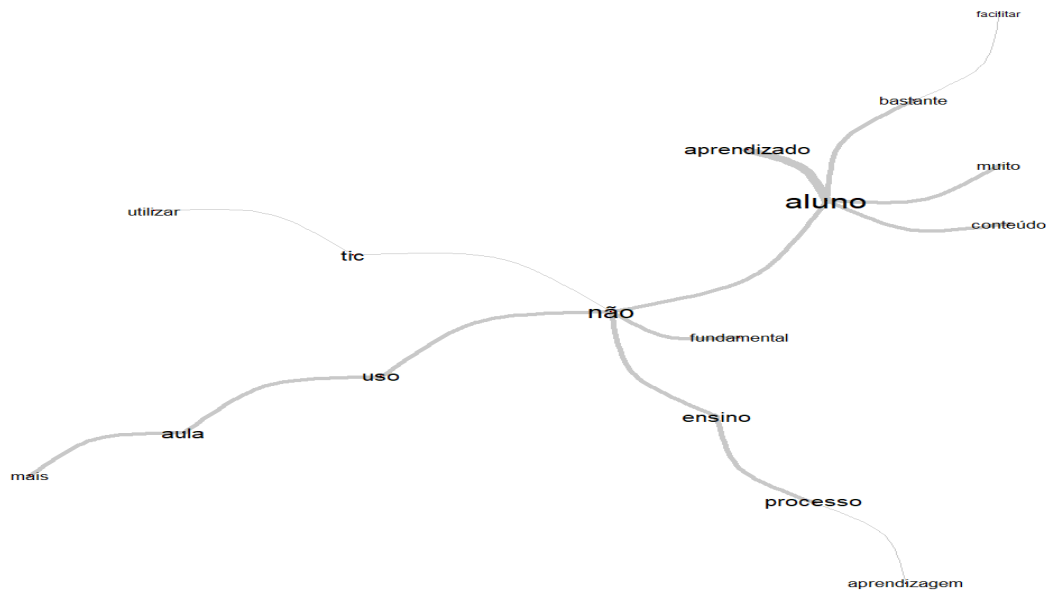 facilitar
bastante
aprendizado
muito
aluno
conteúdo
utilizar
tic
não
fundamental
uso
ensino
aula
mais
processo
aprendizagem